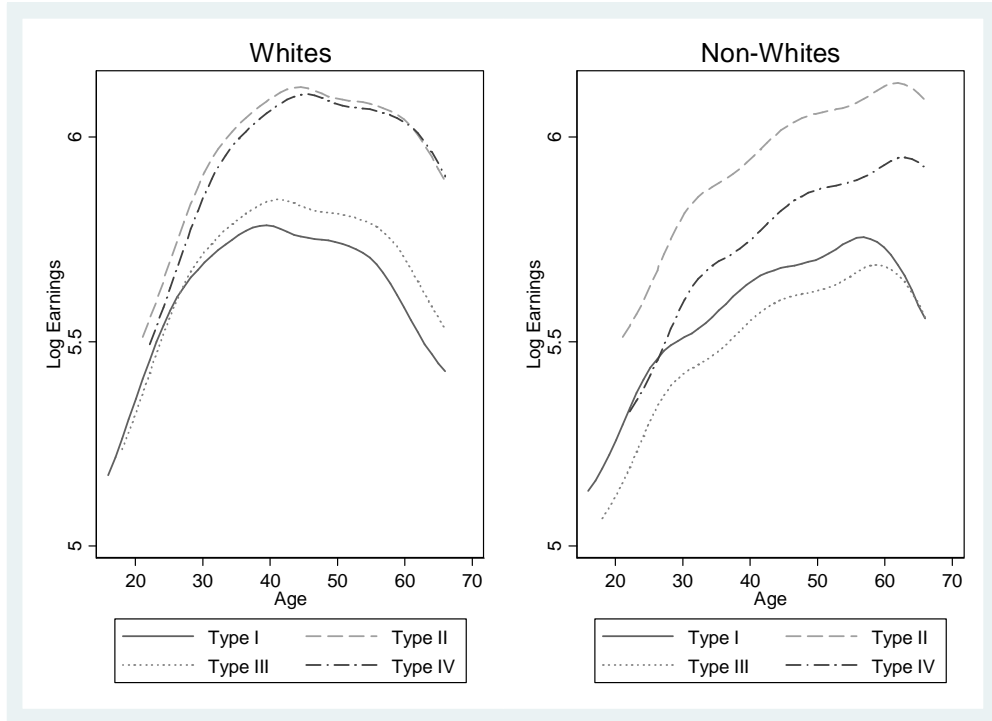 Whites
Log Earnings
6
5.5
5
20 30 40 50 60 70
Age
Type I Type II
Type III Type IV
Non-Whites
Log Earnings
6
5.5
5
20 30 40 50 60 70
Age
Type I Type II
Type III Type IV